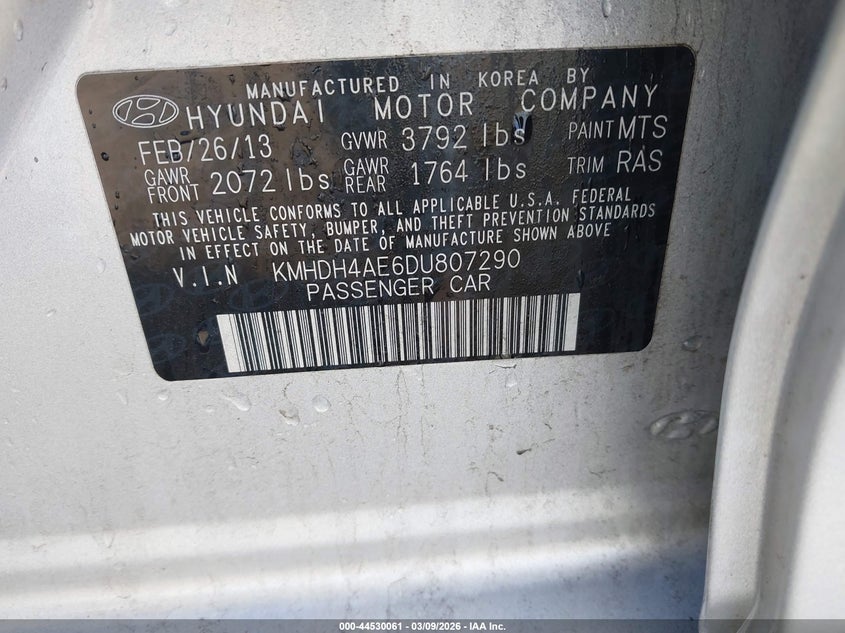 MANUFACTURED IN KOREA BY
HYUNDAI MOTOR COMPANY
FEB/26/13 GVWR 3792 lbs PAINT MTS
GAWR FRONT 2072 lbs GAWR REAR 1764 lbs TRIM RAS
THIS VEHICLE CONFORMS TO ALL APPLICABLE U.S.A. FEDERAL
MOTOR VEHICLE SAFETY, BUMPER, AND THEFT PREVENTION STANDARDS
IN EFFECT ON THE DATE OF MANUFACTURE SHOWN ABOVE
V.I.N KMHDH4AE6DU807290
PASSENGER CAR
000-44530061 - 03/09/2026 - IAA Inc.